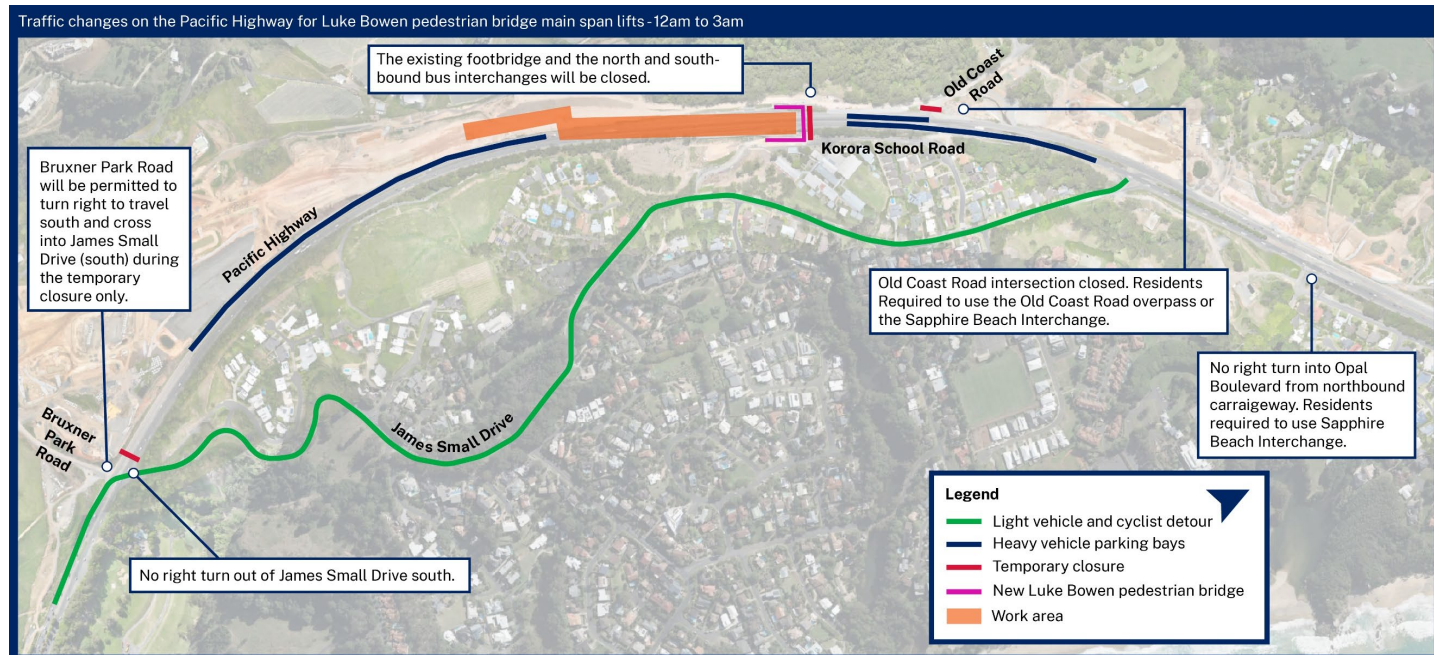 Traffic changes on the Pacific Highway for Luke Bowen pedestrian bridge main span lifts - 12am to 3am
The existing footbridge and the north and south-
bound bus interchanges will be closed.
Old Coast
Road
Korora School Road
Bruxner Park Road
will be permitted to
turn right to travel
south and cross
into James Small
Drive (south) during
the temporary
closure only.
Pacific Highway
Old Coast Road intersection closed. Residents
Required to use the Old Coast Road overpass or
the Sapphire Beach Interchange.
No right turn into Opal
Boulevard from northbound
carraigeway. Residents
required to use Sapphire
Beach Interchange.
Bruxner
Park
Road
James Small Drive
No right turn out of James Small Drive south.
Legend
Light vehicle and cyclist detour
Heavy vehicle parking bays
Temporary closure
New Luke Bowen pedestrian bridge
Work area